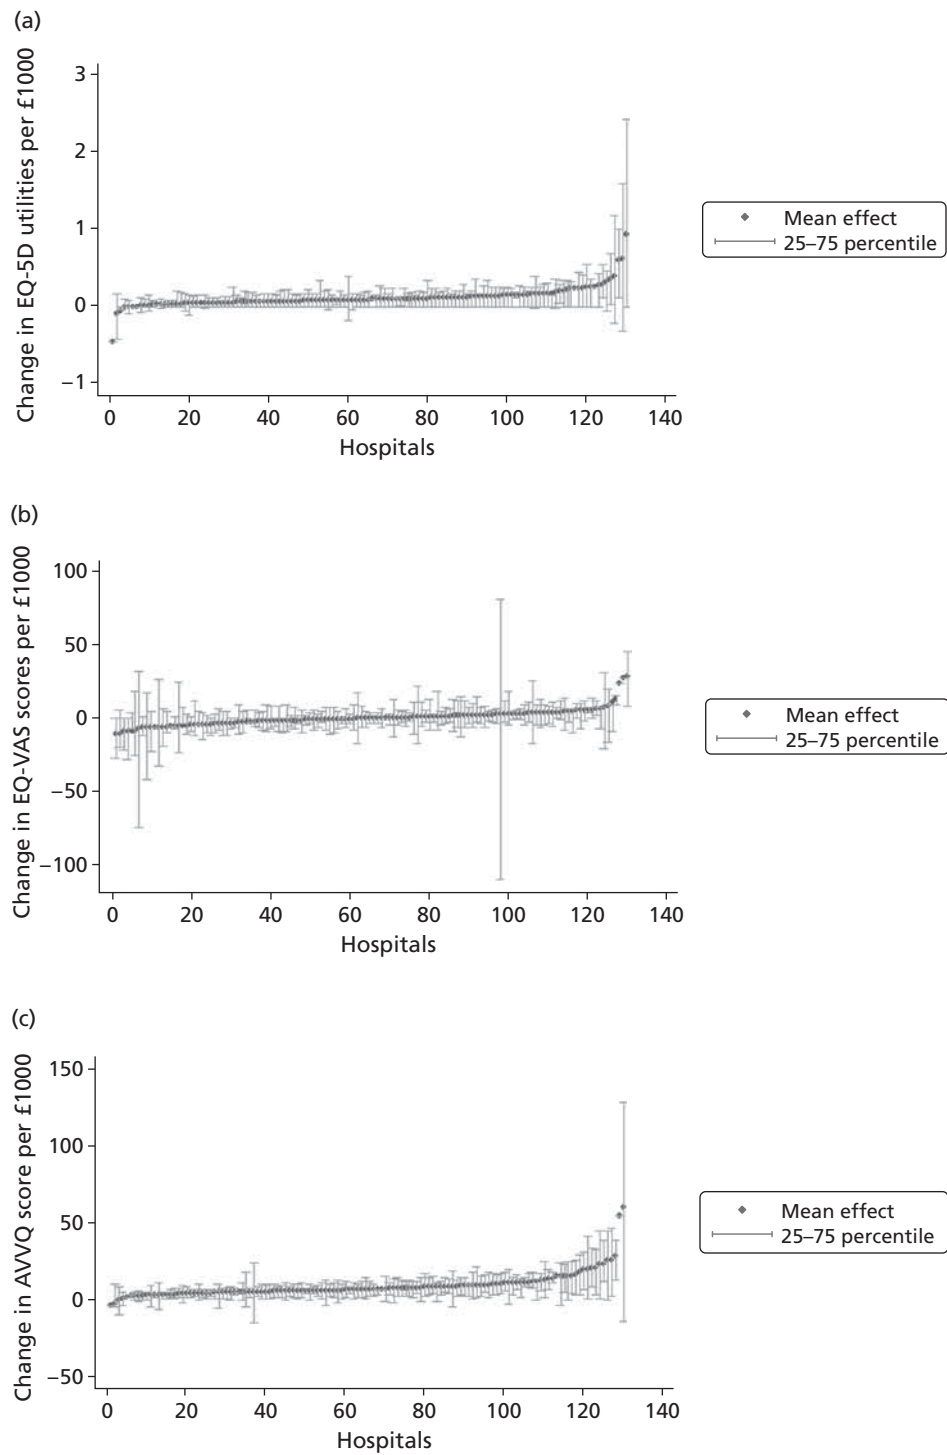 (a)
Change in EQ-5D utilities per £1000
3
2
1
0
−1
0 20 40 60 80 100 120 140
Hospitals
Mean effect
25–75 percentile
(b)
Change in EQ-VAS scores per £1000
100
50
0
−50
−100
0 20 40 60 80 100 120 140
Hospitals
Mean effect
25–75 percentile
(c)
Change in AVVQ score per £1000
150
100
50
0
−50
0 20 40 60 80 100 120 140
Hospitals
Mean effect
25–75 percentile